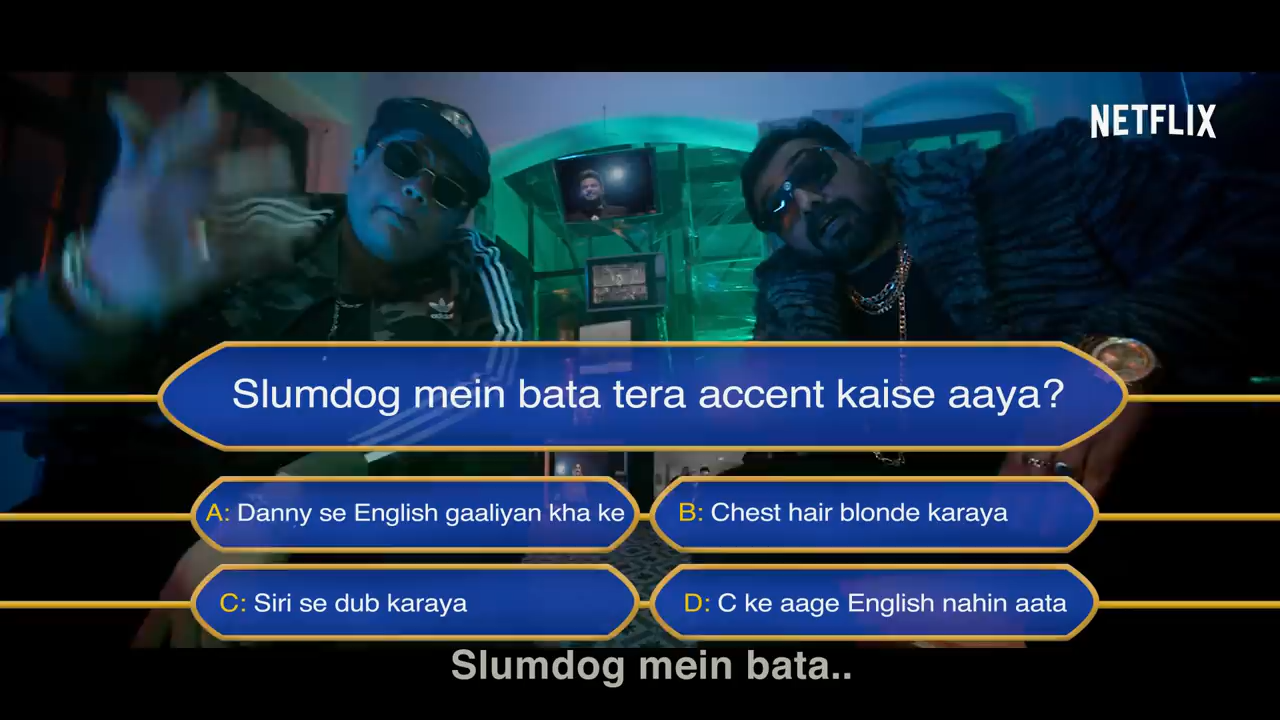 NETFLIX
Slumdog mein bata tera accent kaise aaya?
A: Danny se English gaaliyan kha ke
B: Chest hair blonde karaya
C: Siri se dub karaya
D: C ke aage English nahin aata
Slumdog mein bata..